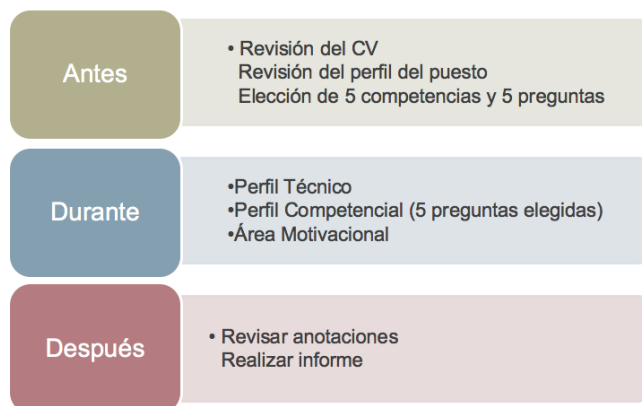 Antes
• Revisión del CV
Revisión del perfil del puesto
Elección de 5 competencias y 5 preguntas
Durante
•Perfil Técnico
•Perfil Competencial (5 preguntas elegidas)
•Área Motivacional
Después
• Revisar anotaciones
Realizar informe